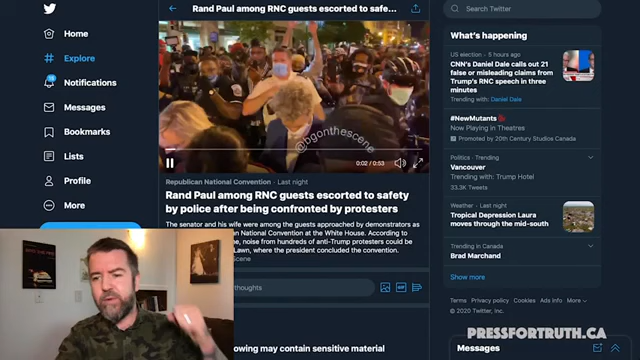 Rand Paul among RNC guests escorted to safe...
Home
Explore
Notifications
Messages
Bookmarks
Lists
Profile
More
@bgonthescene
0:02 / 0:53
Republican National Convention · Last night
Rand Paul among RNC guests escorted to safety
by police after being confronted by protesters
The senator and his wife were among the guests approached by demonstrators as
n National Convention at the White House. According to
ne, noise from hundreds of anti-Trump protesters could be
Lawn, where the president concluded the convention.
Scene
thoughts
GIF
owing may contain sensitive material
Search Twitter
What's happening
US election · 5 hours ago
CNN's Daniel Dale calls out 21
false or misleading claims from
Trump's RNC speech in three
minutes
Trending with: Daniel Dale
#NewMutants
Now Playing in Theatres
Promoted by 20th Century Studios Canada
Politics · Trending
Vancouver
Trending with: Trump Hotel
33.3K Tweets
Weather · Last night
Tropical Depression Laura
moves through the mid-south
Trending in Canada
Brad Marchand
Show more
Terms Privacy policy Cookies Ads info More
© 2020 Twitter, Inc.
PRESSFORTRUTH.CA
Messages